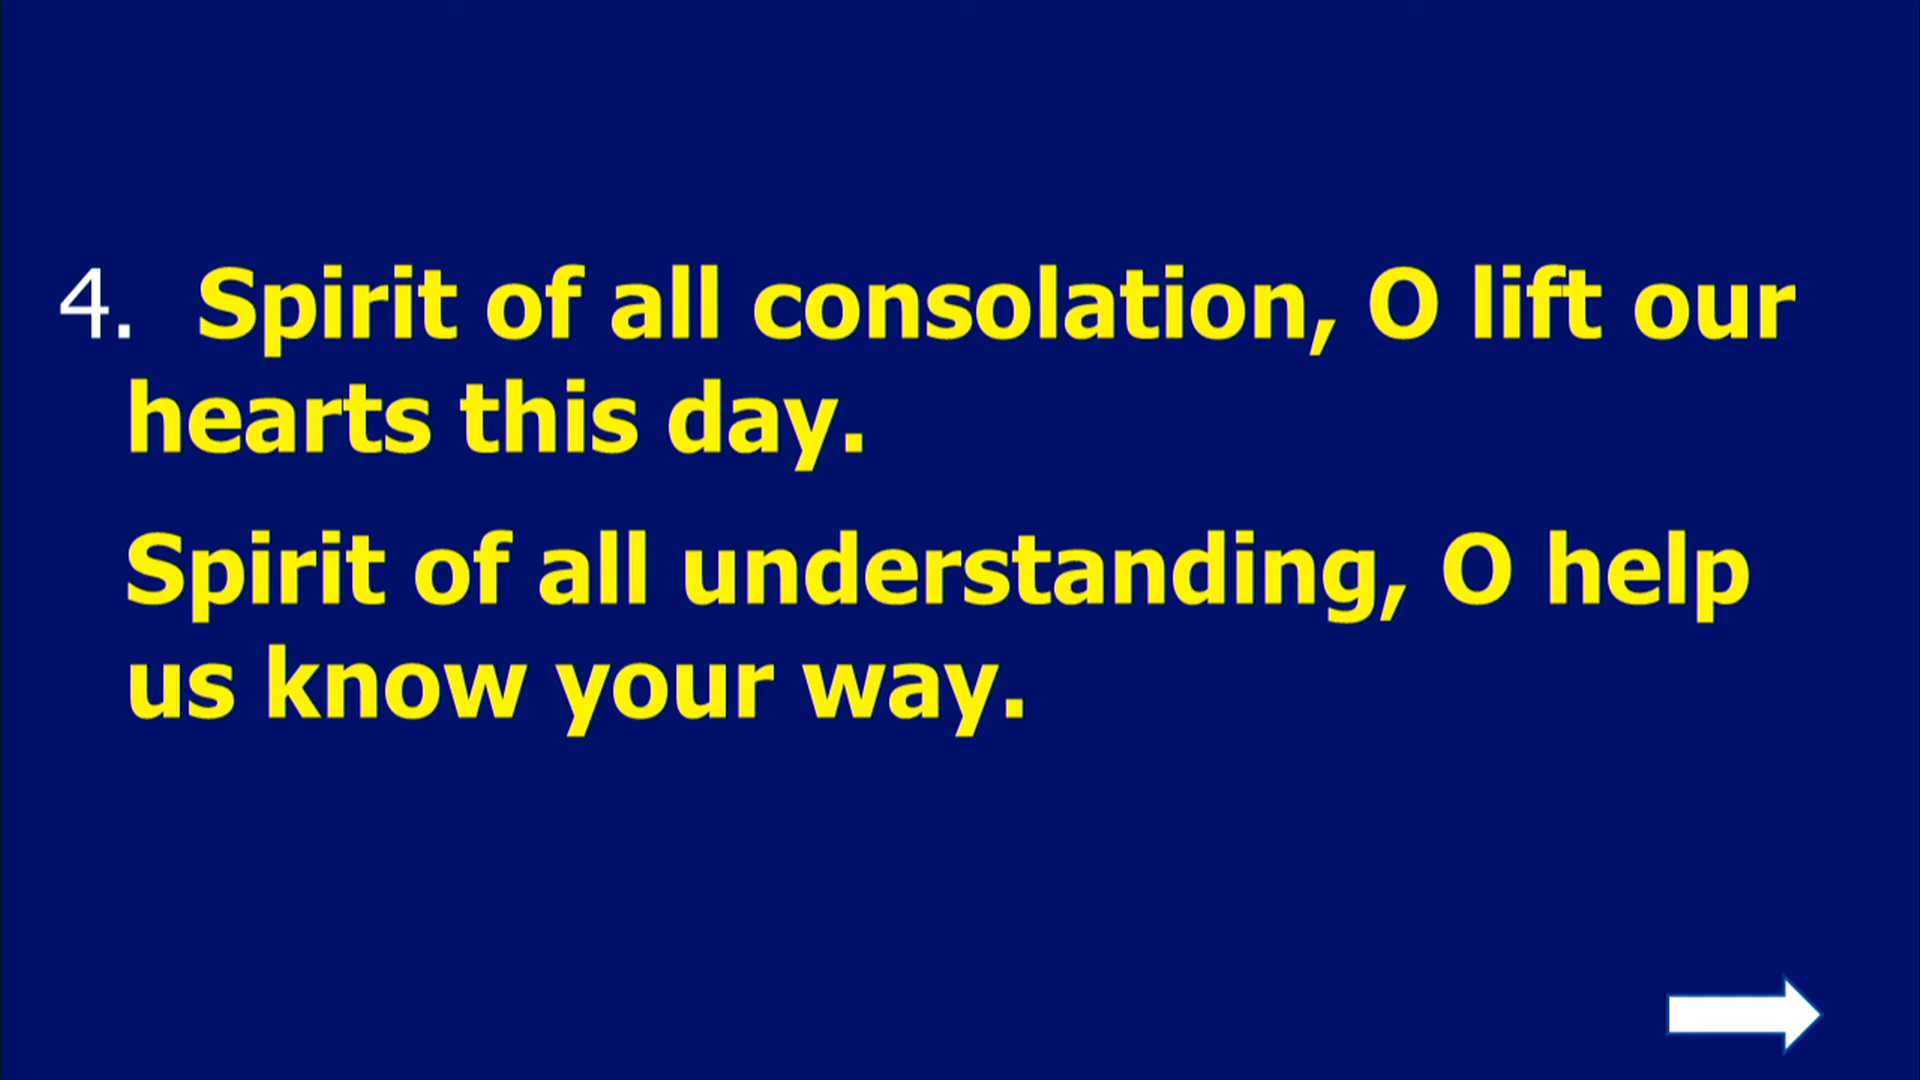 4. Spirit of all consolation, O lift our
hearts this day.
Spirit of all understanding, O help
us know your way.